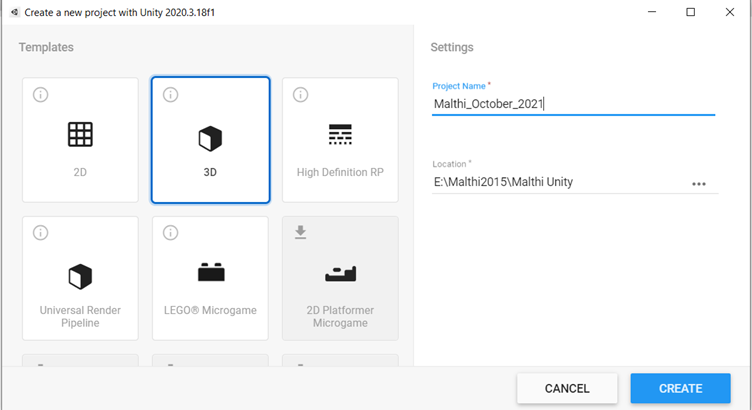 Create a new project with Unity 2020.3.18f1
Templates
2D
3D
High Definition RP
Universal Render
Pipeline
LEGO® Microgame
2D Platformer
Microgame
Settings
Project Name *
Malthi_October_2021
Location *
E:\Malthi2015\Malthi Unity
CANCEL
CREATE